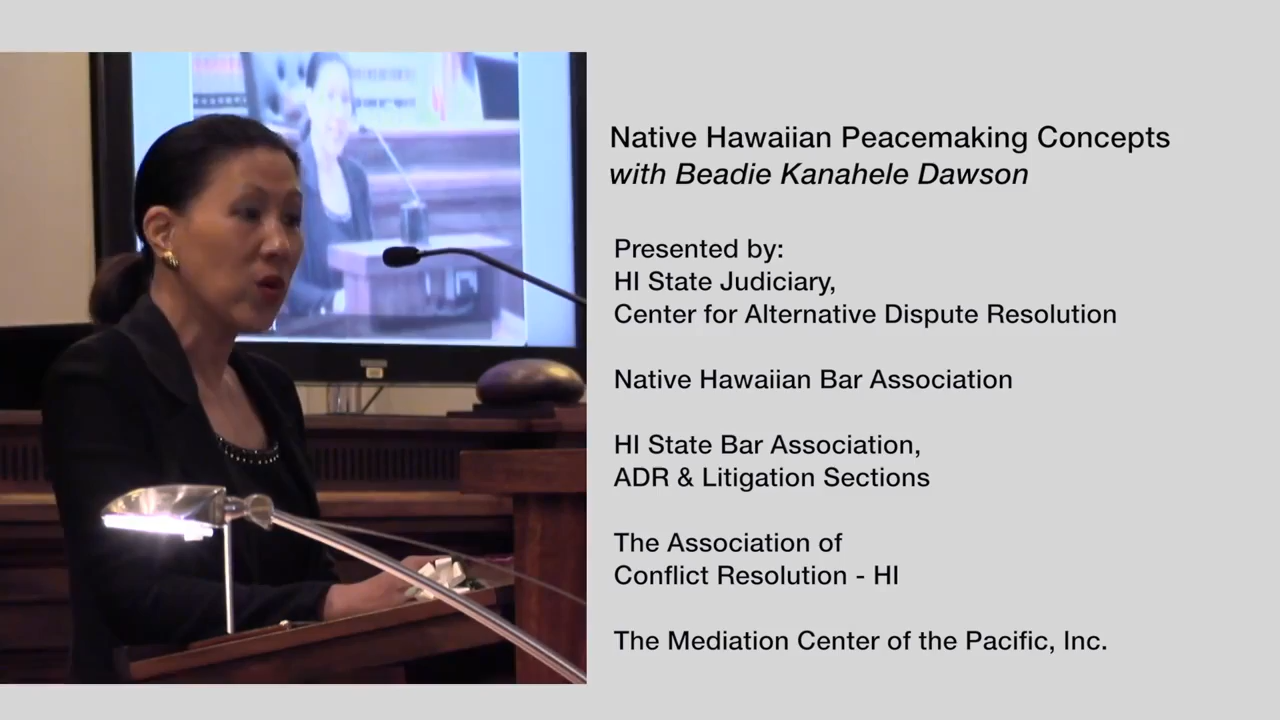 Native Hawaiian Peacemaking Concepts
with Beadie Kanahele Dawson
Presented by:
HI State Judiciary,
Center for Alternative Dispute Resolution
Native Hawaiian Bar Association
HI State Bar Association,
ADR & Litigation Sections
The Association of
Conflict Resolution - HI
The Mediation Center of the Pacific, Inc.